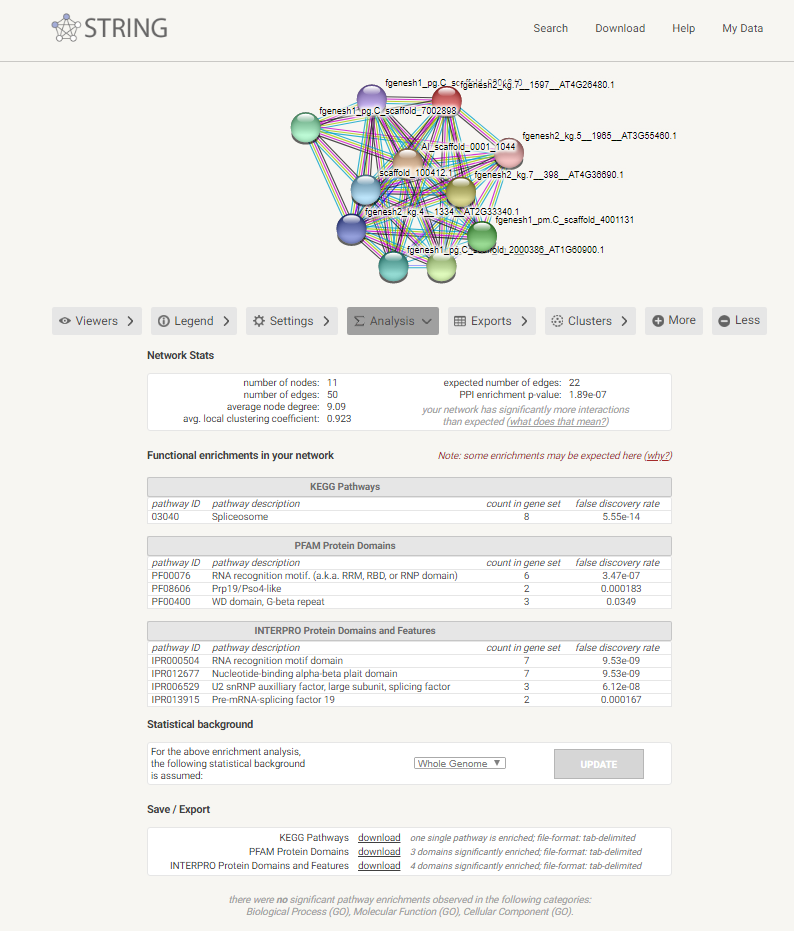 STRING
Search Download Help My Data
fgenesh1_pg.C_
fgenesh2_kg.7__1597__AT4G26480.1
fgenesh1_pg.C_scaffold_7002898
fgenesh2_kg.5__1965__AT3G55460.1
Al_scaffold_0001_1044
scaffold_100412.1
fgenesh2_kg.7__398__AT4G36690.1
fgenesh2_kg.4__1334__AT2G33340.1
fgenesh1_pm.C_scaffold_4001131
fgenesh1_pg.C_scaffold_2000386_AT1G60900.1
Viewers Legend Settings Analysis Exports Clusters More Less
Network Stats
number of nodes: 11 expected number of edges: 22
number of edges: 50 PPI enrichment p-value: 1.89e-07
average node degree: 9.09 your network has significantly more interactions
avg. local clustering coefficient: 0.923 than expected (what does that mean?)
Functional enrichments in your network Note: some enrichments may be expected here (why?)
KEGG Pathways
pathway ID pathway description count in gene set false discovery rate
03040 Spliceosome 8 5.55e-14
PFAM Protein Domains
pathway ID pathway description count in gene set false discovery rate
PF00076 RNA recognition motif. (a.k.a. RRM, RBD, or RNP domain) 6 3.47e-07
PF08606 Prp19/Pso4-like 2 0.000183
PF00400 WD domain, G-beta repeat 3 0.0349
INTERPRO Protein Domains and Features
pathway ID pathway description count in gene set false discovery rate
IPR000504 RNA recognition motif domain 7 9.53e-09
IPR012677 Nucleotide-binding alpha-beta plait domain 7 9.53e-09
IPR006529 U2 snRNP auxilliary factor, large subunit, splicing factor 3 6.12e-08
IPR013915 Pre-mRNA-splicing factor 19 2 0.000167
Statistical background
For the above enrichment analysis,
the following statistical background
is assumed:
Whole Genome ▼ UPDATE
Save / Export
KEGG Pathways download one single pathway is enriched; file-format: tab-delimited
PFAM Protein Domains download 3 domains significantly enriched; file-format: tab-delimited
INTERPRO Protein Domains and Features download 4 domains significantly enriched; file-format: tab-delimited
there were no significant pathway enrichments observed in the following categories:
Biological Process (GO), Molecular Function (GO), Cellular Component (GO).